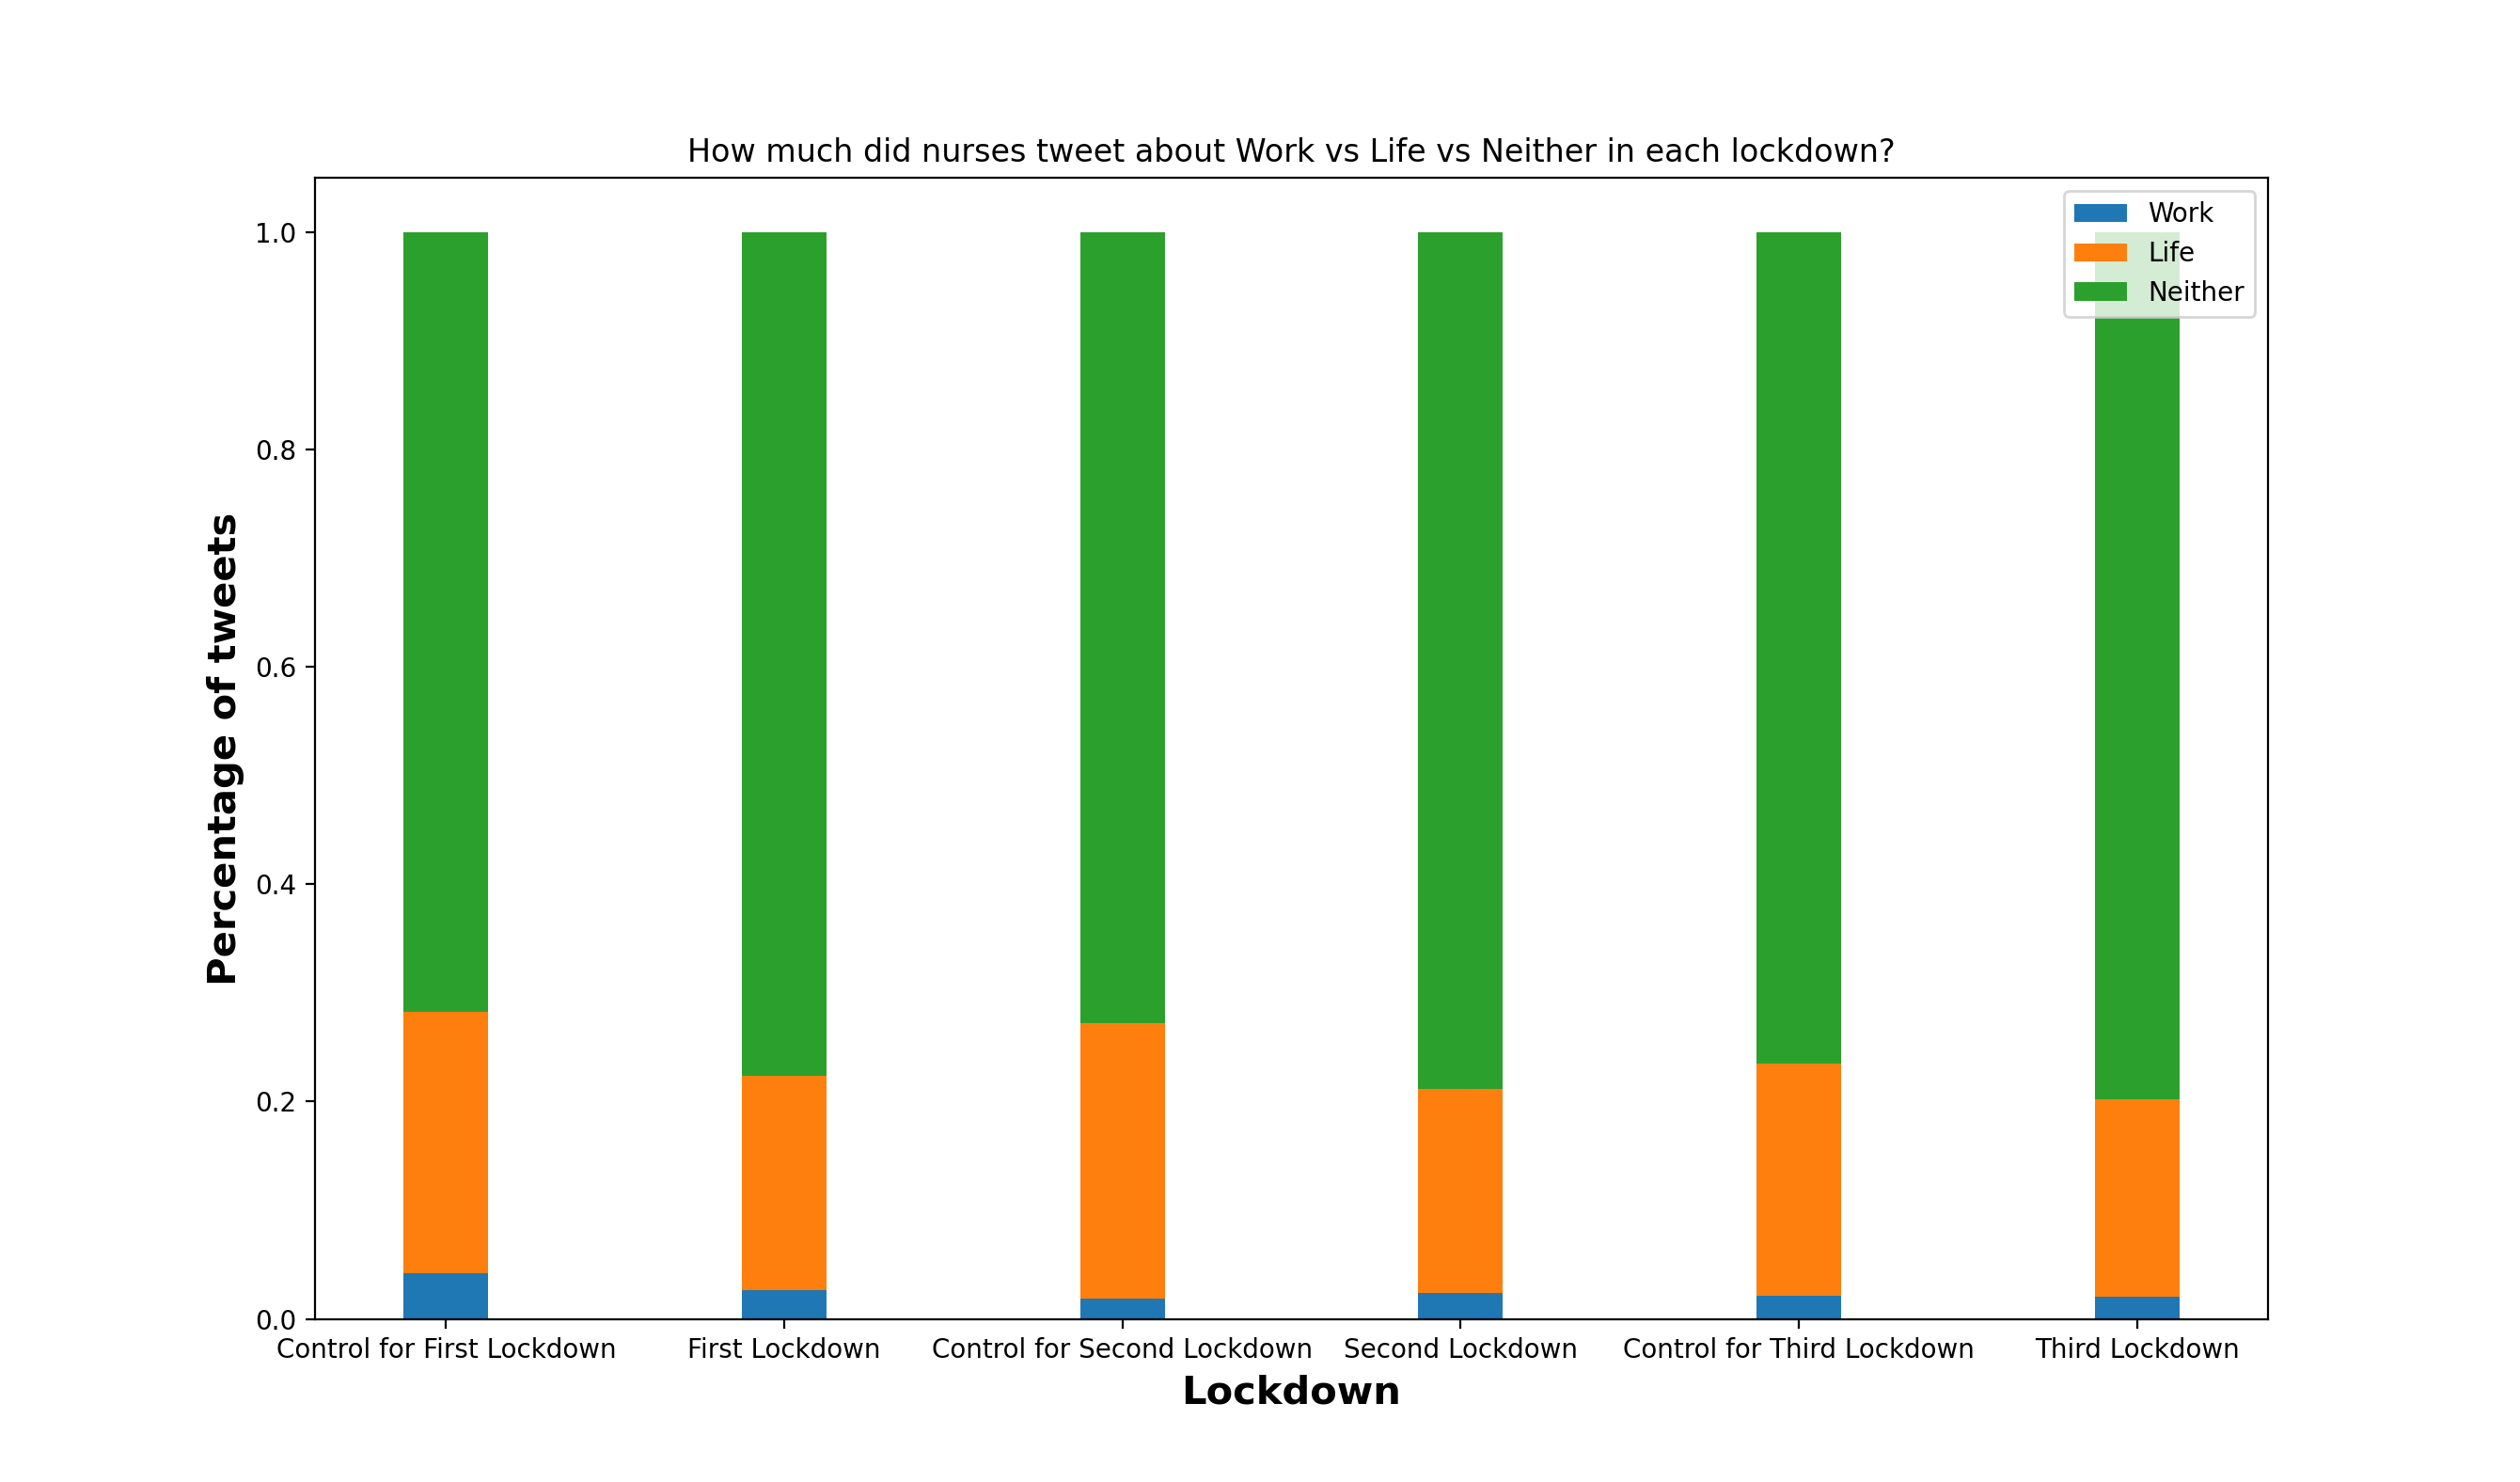 How much did nurses tweet about Work vs Life vs Neither in each lockdown?
Work
Life
Neither
1.0
0.8
0.6
0.4
0.2
0.0
Percentage of tweets
Control for First Lockdown
First Lockdown
Control for Second Lockdown
Second Lockdown
Control for Third Lockdown
Third Lockdown
Lockdown